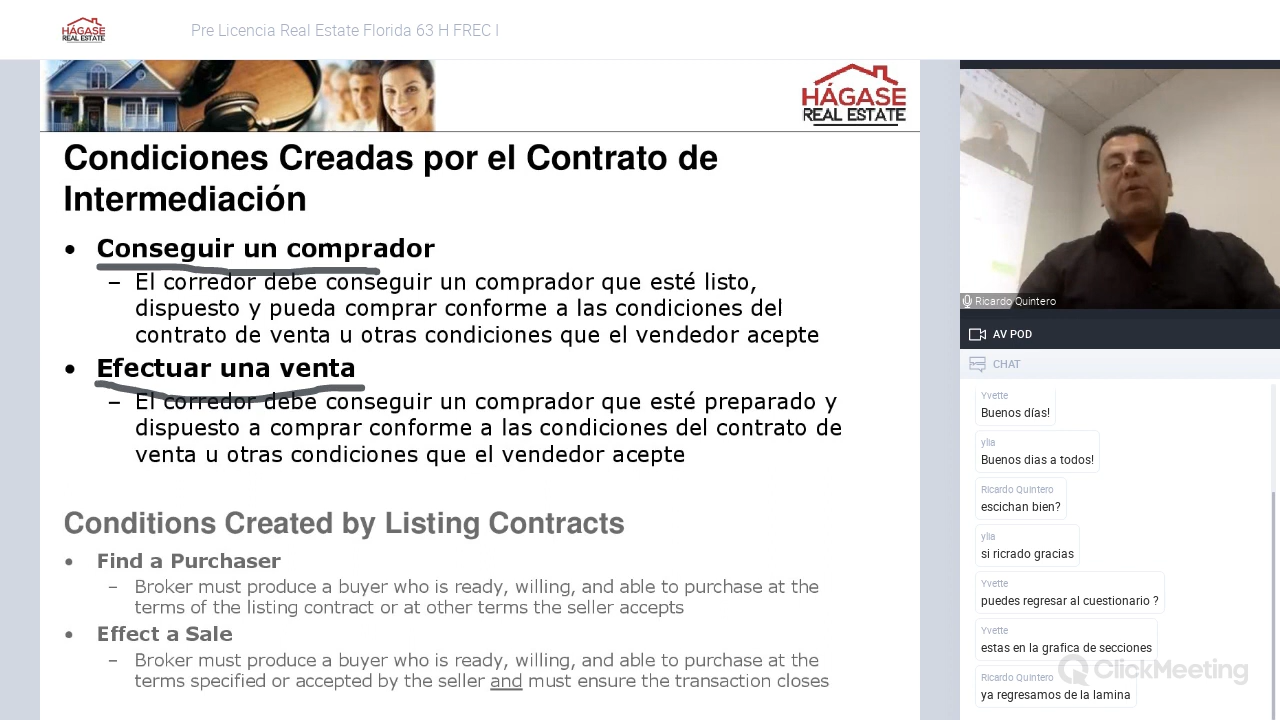 HÁGASE
REAL ESTATE
Pre Licencia Real Estate Florida 63 H FREC I
HÁGASE
REAL ESTATE
Condiciones Creadas por el Contrato de
Intermediación
• Conseguir un comprador
– El corredor debe conseguir un comprador que esté listo,
dispuesto y pueda comprar conforme a las condiciones del
contrato de venta u otras condiciones que el vendedor acepte
• Efectuar una venta
– El corredor debe conseguir un comprador que esté preparado y
dispuesto a comprar conforme a las condiciones del contrato de
venta u otras condiciones que el vendedor acepte
Conditions Created by Listing Contracts
• Find a Purchaser
– Broker must produce a buyer who is ready, willing, and able to purchase at the
terms of the listing contract or at other terms the seller accepts
• Effect a Sale
– Broker must produce a buyer who is ready, willing, and able to purchase at the
terms specified or accepted by the seller and must ensure the transaction closes
Ricardo Quintero
AV POD
CHAT
Yvette
Buenos días!
ylia
Buenos dias a todos!
Ricardo Quintero
escichan bien?
ylia
si ricrado gracias
Yvette
puedes regresar al cuestionario ?
Yvette
estas en la grafica de secciones
Ricardo Quintero
ya regresamos de la lamina
ClickMeeting